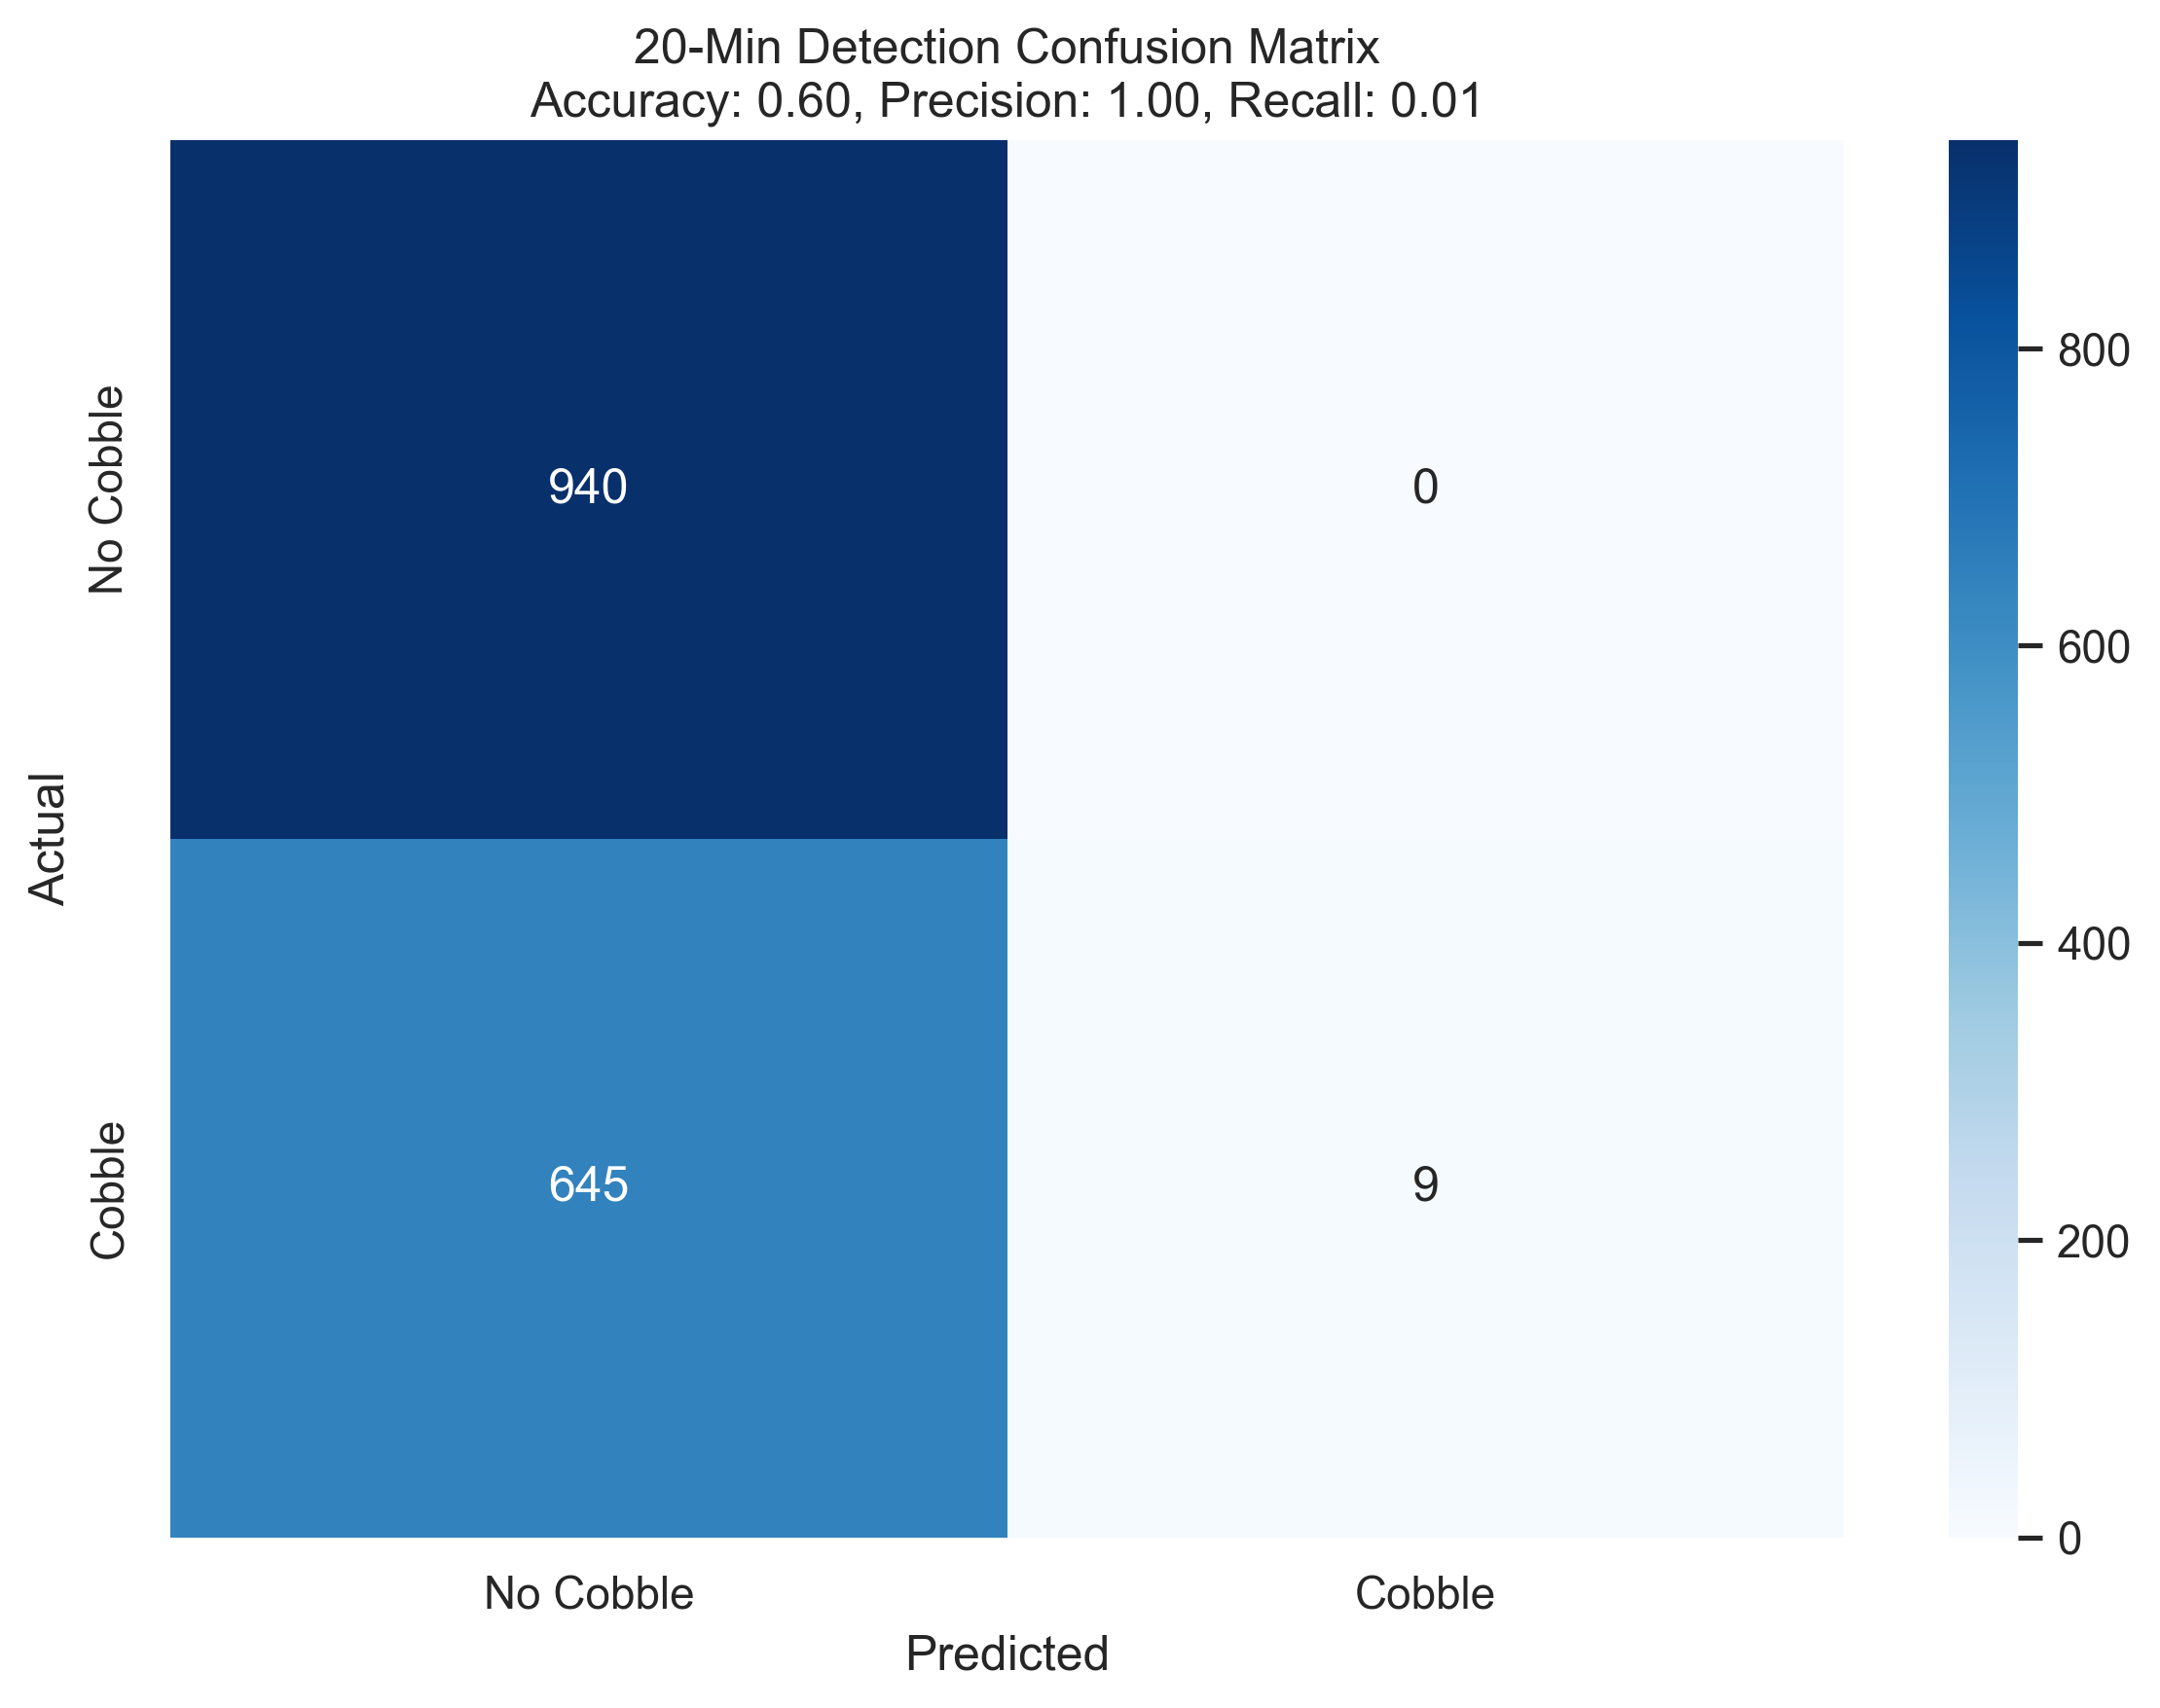 20-Min Detection Confusion Matrix
Accuracy: 0.60, Precision: 1.00, Recall: 0.01
Actual
No Cobble
940
0
Cobble
645
9
No Cobble
Cobble
Predicted
800
600
400
200
0